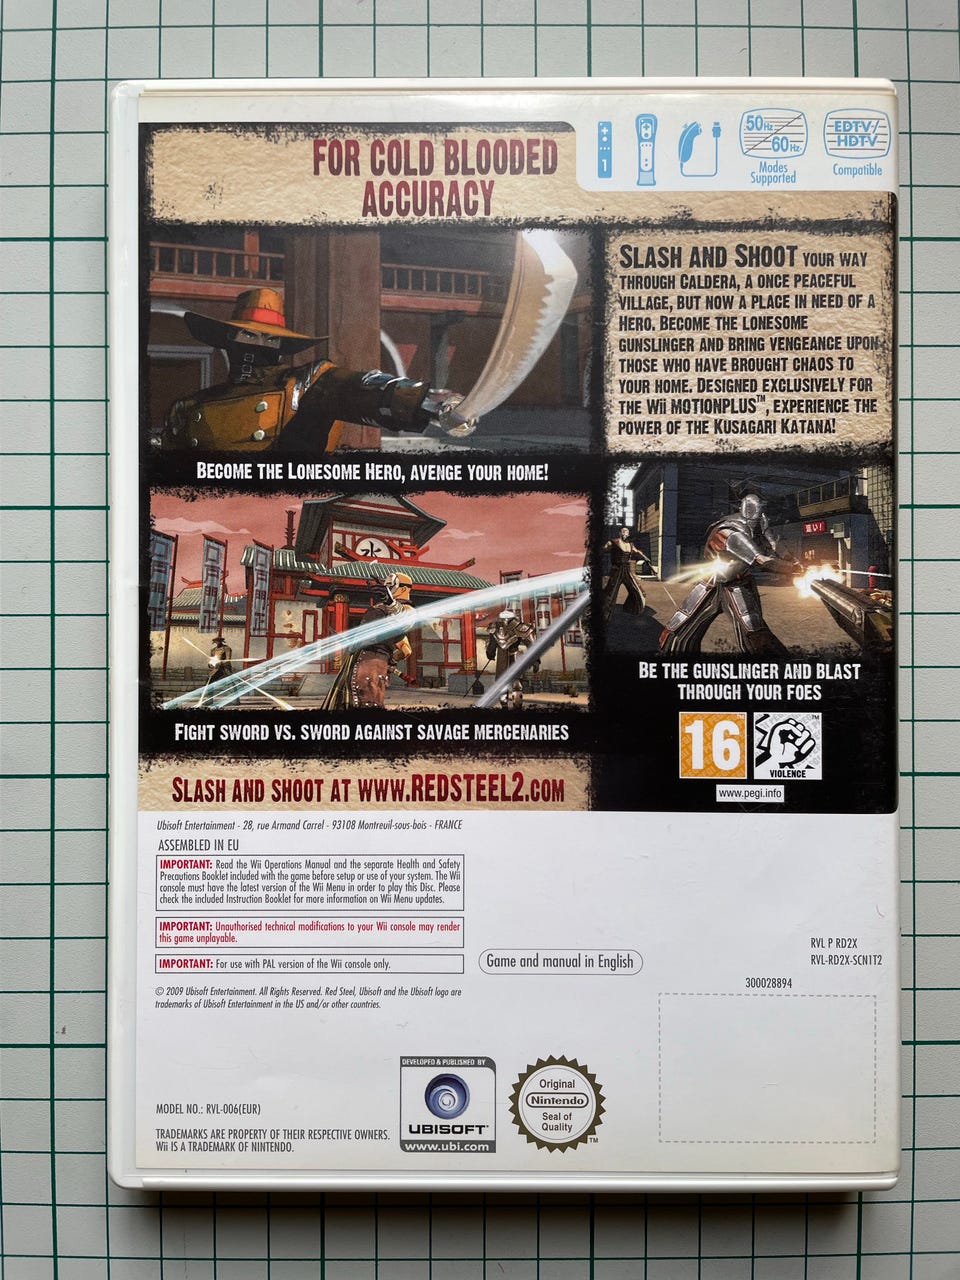 FOR COLD BLOODED
ACCURACY
1
50Hz
60Hz
Modes
Supported
EDTV/
HDTV
Compatible
SLASH AND SHOOT YOUR WAY
THROUGH CALDERA, A ONCE PEACEFUL
VILLAGE, BUT NOW A PLACE IN NEED OF A
HERO. BECOME THE LONESOME
GUNSLINGER AND BRING VENGEANCE UPON
THOSE WHO HAVE BROUGHT CHAOS TO
YOUR HOME. DESIGNED EXCLUSIVELY FOR
THE Wii MOTIONPLUS™, EXPERIENCE THE
POWER OF THE KUSAGARI KATANA!
BECOME THE LONESOME HERO, AVENGE YOUR HOME!
水
FIGHT SWORD VS. SWORD AGAINST SAVAGE MERCENARIES
BE THE GUNSLINGER AND BLAST
THROUGH YOUR FOES
16
VIOLENCE
™
www.pegi.info
SLASH AND SHOOT AT WWW.REDSTEEL2.COM
Ubisoft Entertainment - 28, rue Armand Carrel - 93108 Montreuil-sous-bois - FRANCE
ASSEMBLED IN EU
IMPORTANT: Read the Wii Operations Manual and the separate Health and Safety
Precautions Booklet included with the game before setup or use of your system. The Wii
console must have the latest version of the Wii Menu in order to play this Disc. Please
check the included Instruction Booklet for more information on Wii Menu updates.
IMPORTANT: Unauthorised technical modifications to your Wii console may render
this game unplayable.
IMPORTANT: For use with PAL version of the Wii console only.
Game and manual in English
© 2009 Ubisoft Entertainment. All Rights Reserved. Red Steel, Ubisoft and the Ubisoft logo are
trademarks of Ubisoft Entertainment in the US and/or other countries.
RVL P RD2X
RVL-RD2X-SCN1T2
300028894
MODEL NO.: RVL-006(EUR)
TRADEMARKS ARE PROPERTY OF THEIR RESPECTIVE OWNERS.
Wii IS A TRADEMARK OF NINTENDO.
DEVELOPED & PUBLISHED BY
UBISOFT
www.ubi.com
Original
Nintendo
Seal of
Quality
™